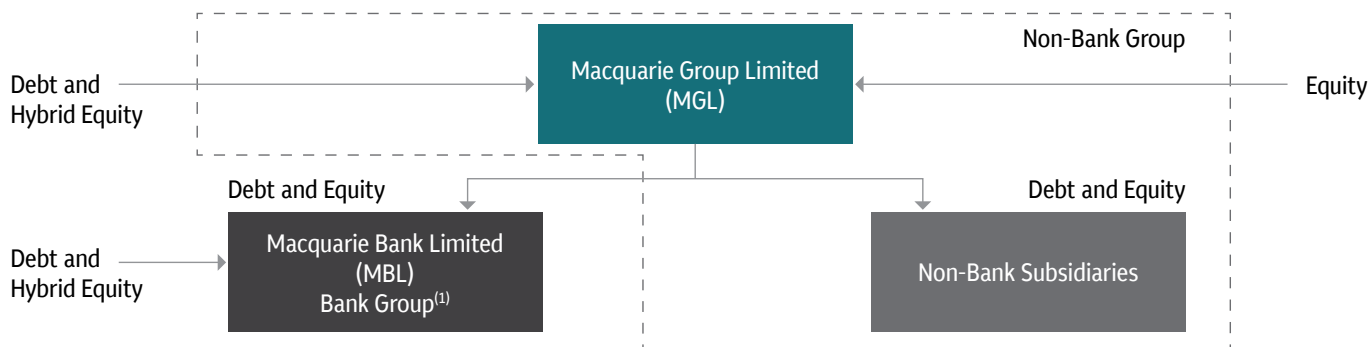 Non-Bank Group
Macquarie Group Limited
(MGL)
Debt and
Hybrid Equity
Equity
Debt and Equity
Debt and Equity
Macquarie Bank Limited
(MBL)
Bank Group(1)
Debt and
Hybrid Equity
Non-Bank Subsidiaries